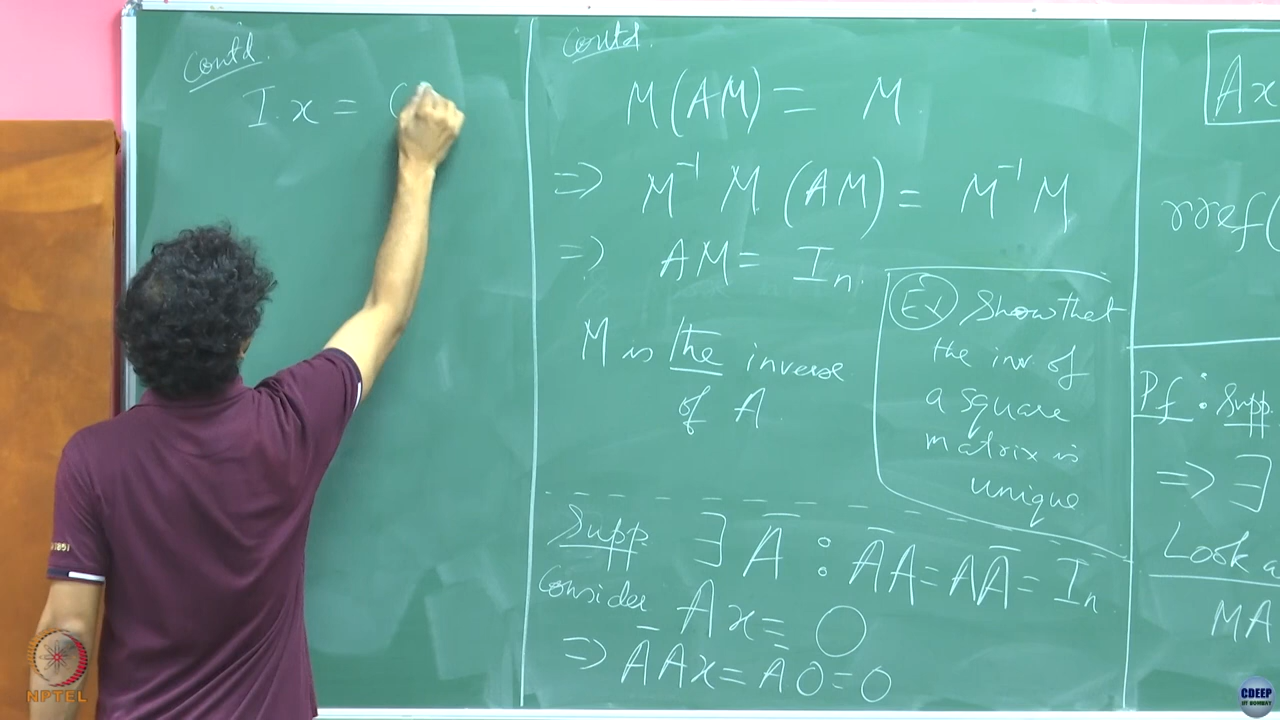 Contd.
I.x = 
Contd.
M(AM) = M.
=> M⁻¹ M (AM) = M⁻¹ M
=> AM = Iₙ
M is the inverse
of A.
Ex Show that
the inv. of
a square
matrix is
unique
Supp. ∃ Ā : ĀA = AĀ = Iₙ
Consider Ax = 0
=> ĀAx = Ā0 = 0
Ax
rref(
Pf : Supp.
=> ∃
Look a
MA
1851
NPTEL
CDEEP
IIT BOMBAY